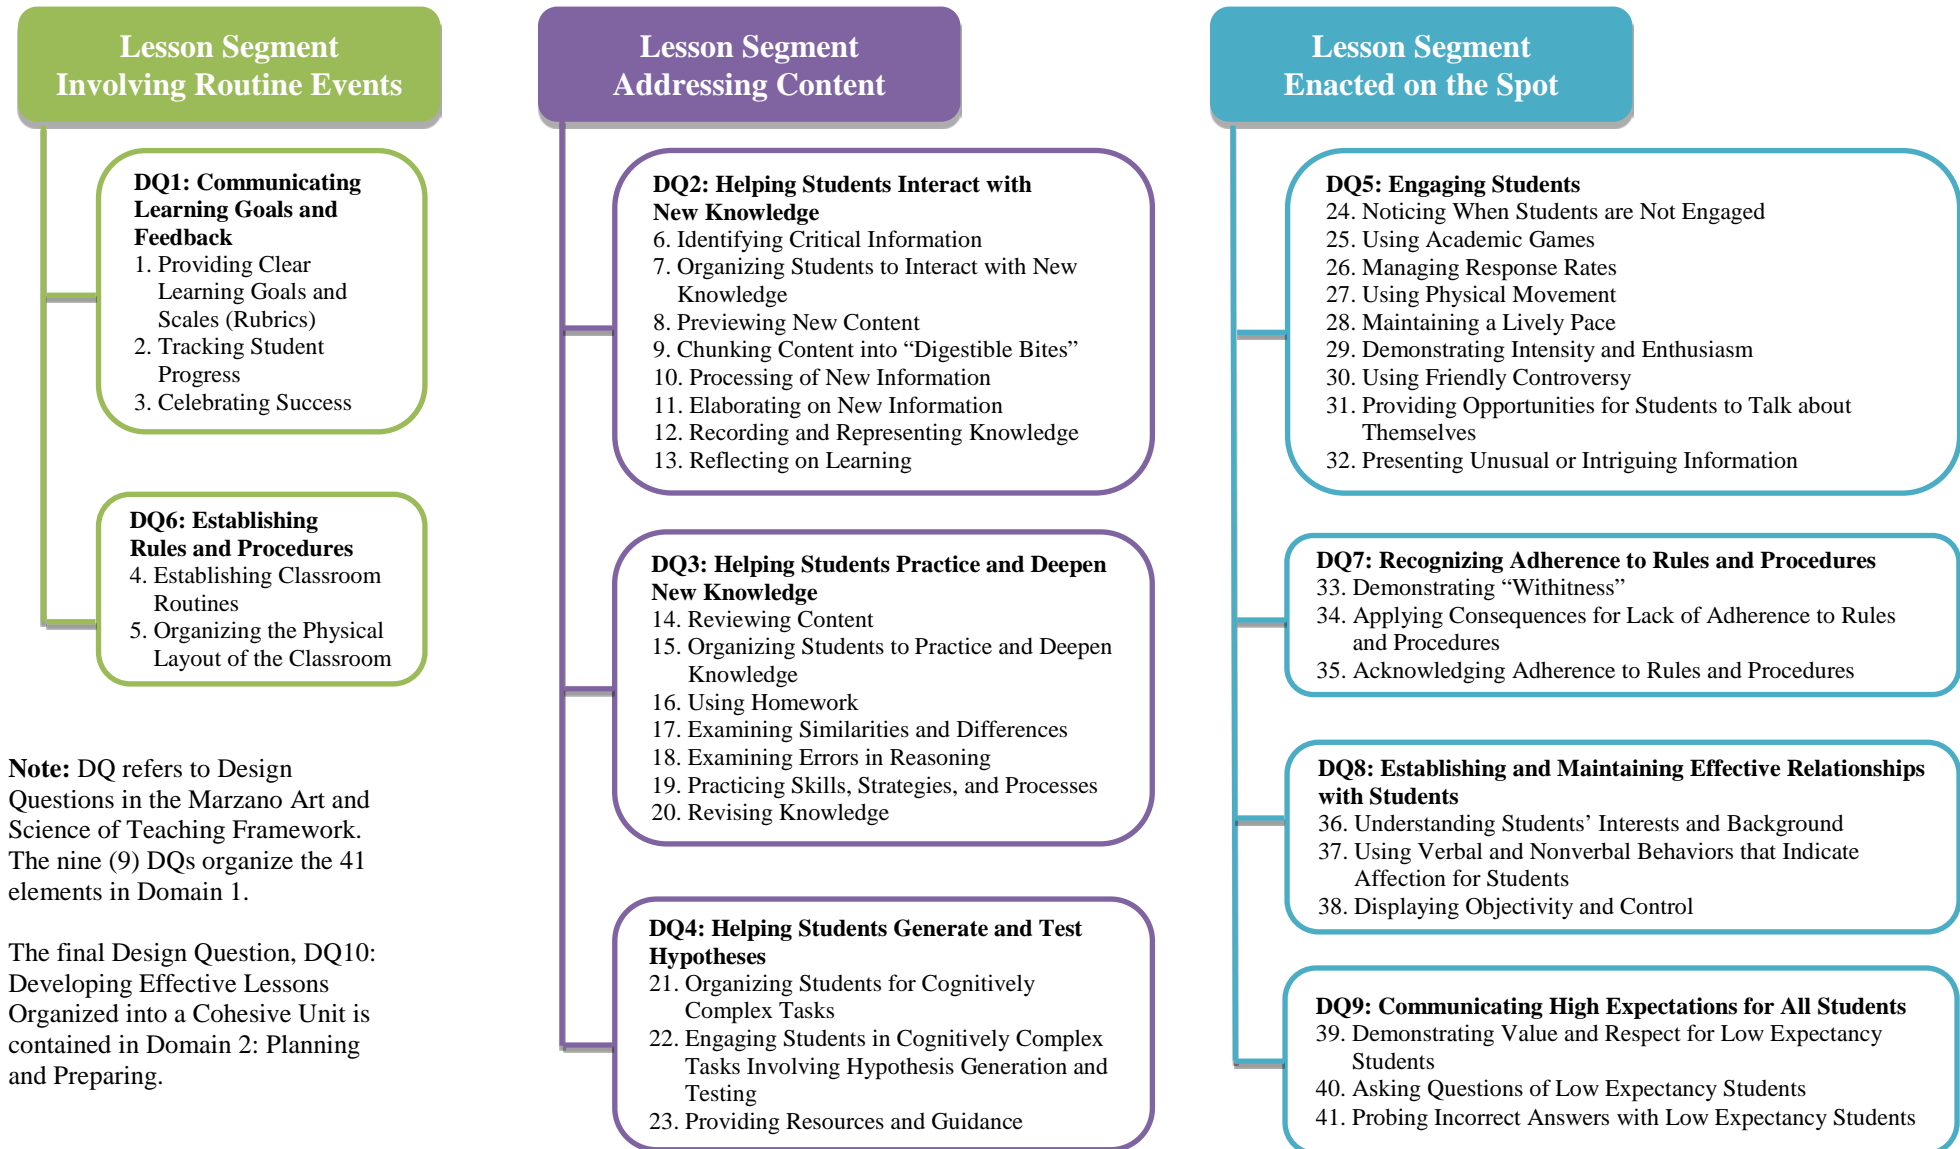 Lesson Segment
Involving Routine Events
DQ1: Communicating
Learning Goals and
Feedback
1. Providing Clear
Learning Goals and
Scales (Rubrics)
2. Tracking Student
Progress
3. Celebrating Success
DQ6: Establishing
Rules and Procedures
4. Establishing Classroom
Routines
5. Organizing the Physical
Layout of the Classroom
Note: DQ refers to Design
Questions in the Marzano Art and
Science of Teaching Framework.
The nine (9) DQs organize the 41
elements in Domain 1.
The final Design Question, DQ10:
Developing Effective Lessons
Organized into a Cohesive Unit is
contained in Domain 2: Planning
and Preparing.
Lesson Segment
Addressing Content
DQ2: Helping Students Interact with
New Knowledge
6. Identifying Critical Information
7. Organizing Students to Interact with New
Knowledge
8. Previewing New Content
9. Chunking Content into “Digestible Bites”
10. Processing of New Information
11. Elaborating on New Information
12. Recording and Representing Knowledge
13. Reflecting on Learning
DQ3: Helping Students Practice and Deepen
New Knowledge
14. Reviewing Content
15. Organizing Students to Practice and Deepen
Knowledge
16. Using Homework
17. Examining Similarities and Differences
18. Examining Errors in Reasoning
19. Practicing Skills, Strategies, and Processes
20. Revising Knowledge
DQ4: Helping Students Generate and Test
Hypotheses
21. Organizing Students for Cognitively
Complex Tasks
22. Engaging Students in Cognitively Complex
Tasks Involving Hypothesis Generation and
Testing
23. Providing Resources and Guidance
Lesson Segment
Enacted on the Spot
DQ5: Engaging Students
24. Noticing When Students are Not Engaged
25. Using Academic Games
26. Managing Response Rates
27. Using Physical Movement
28. Maintaining a Lively Pace
29. Demonstrating Intensity and Enthusiasm
30. Using Friendly Controversy
31. Providing Opportunities for Students to Talk about
Themselves
32. Presenting Unusual or Intriguing Information
DQ7: Recognizing Adherence to Rules and Procedures
33. Demonstrating “Withitness”
34. Applying Consequences for Lack of Adherence to Rules
and Procedures
35. Acknowledging Adherence to Rules and Procedures
DQ8: Establishing and Maintaining Effective Relationships
with Students
36. Understanding Students’ Interests and Background
37. Using Verbal and Nonverbal Behaviors that Indicate
Affection for Students
38. Displaying Objectivity and Control
DQ9: Communicating High Expectations for All Students
39. Demonstrating Value and Respect for Low Expectancy
Students
40. Asking Questions of Low Expectancy Students
41. Probing Incorrect Answers with Low Expectancy Students